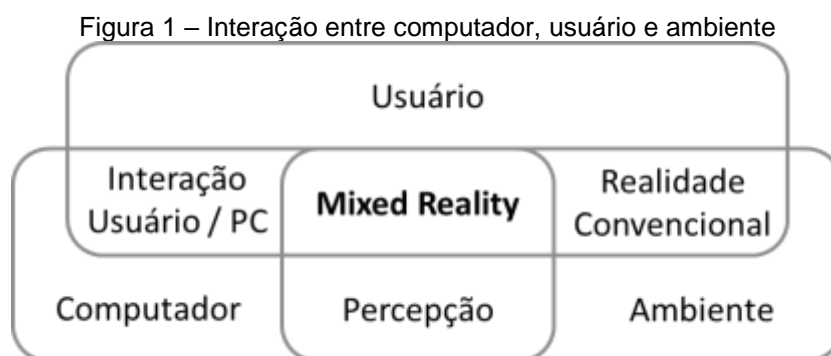 Figura 1 – Interação entre computador, usuário e ambiente
Usuário
Interação
Usuário / PC
Mixed Reality
Realidade
Convencional
Computador
Percepção
Ambiente